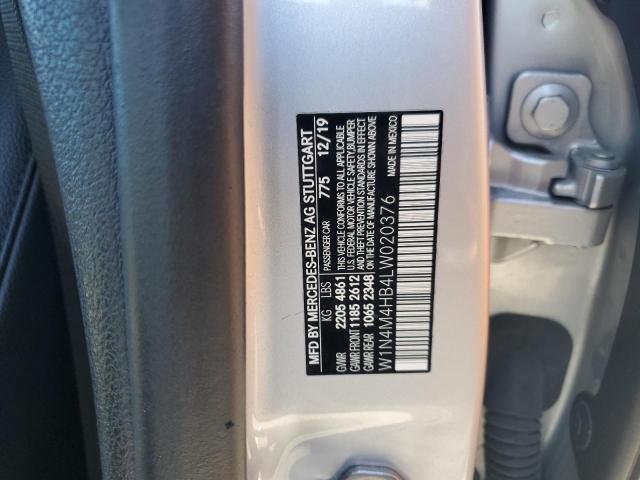 MFD BY MERCEDES-BENZ AG STUTTGART
KG LBS PASSENGER CAR 775 12/19
GVWR 2205 4861 THIS VEHICLE CONFORMS TO ALL APPLICABLE
GAWR FRONT 1185 2612 U.S. FEDERAL MOTOR VEHICLE SAFETY, BUMPER
AND THEFT PREVENTION STANDARDS IN EFFECT
GAWR REAR 1065 2348 ON THE DATE OF MANUFACTURE SHOWN ABOVE
MADE IN MEXICO
W1N4M4HB4LW020376